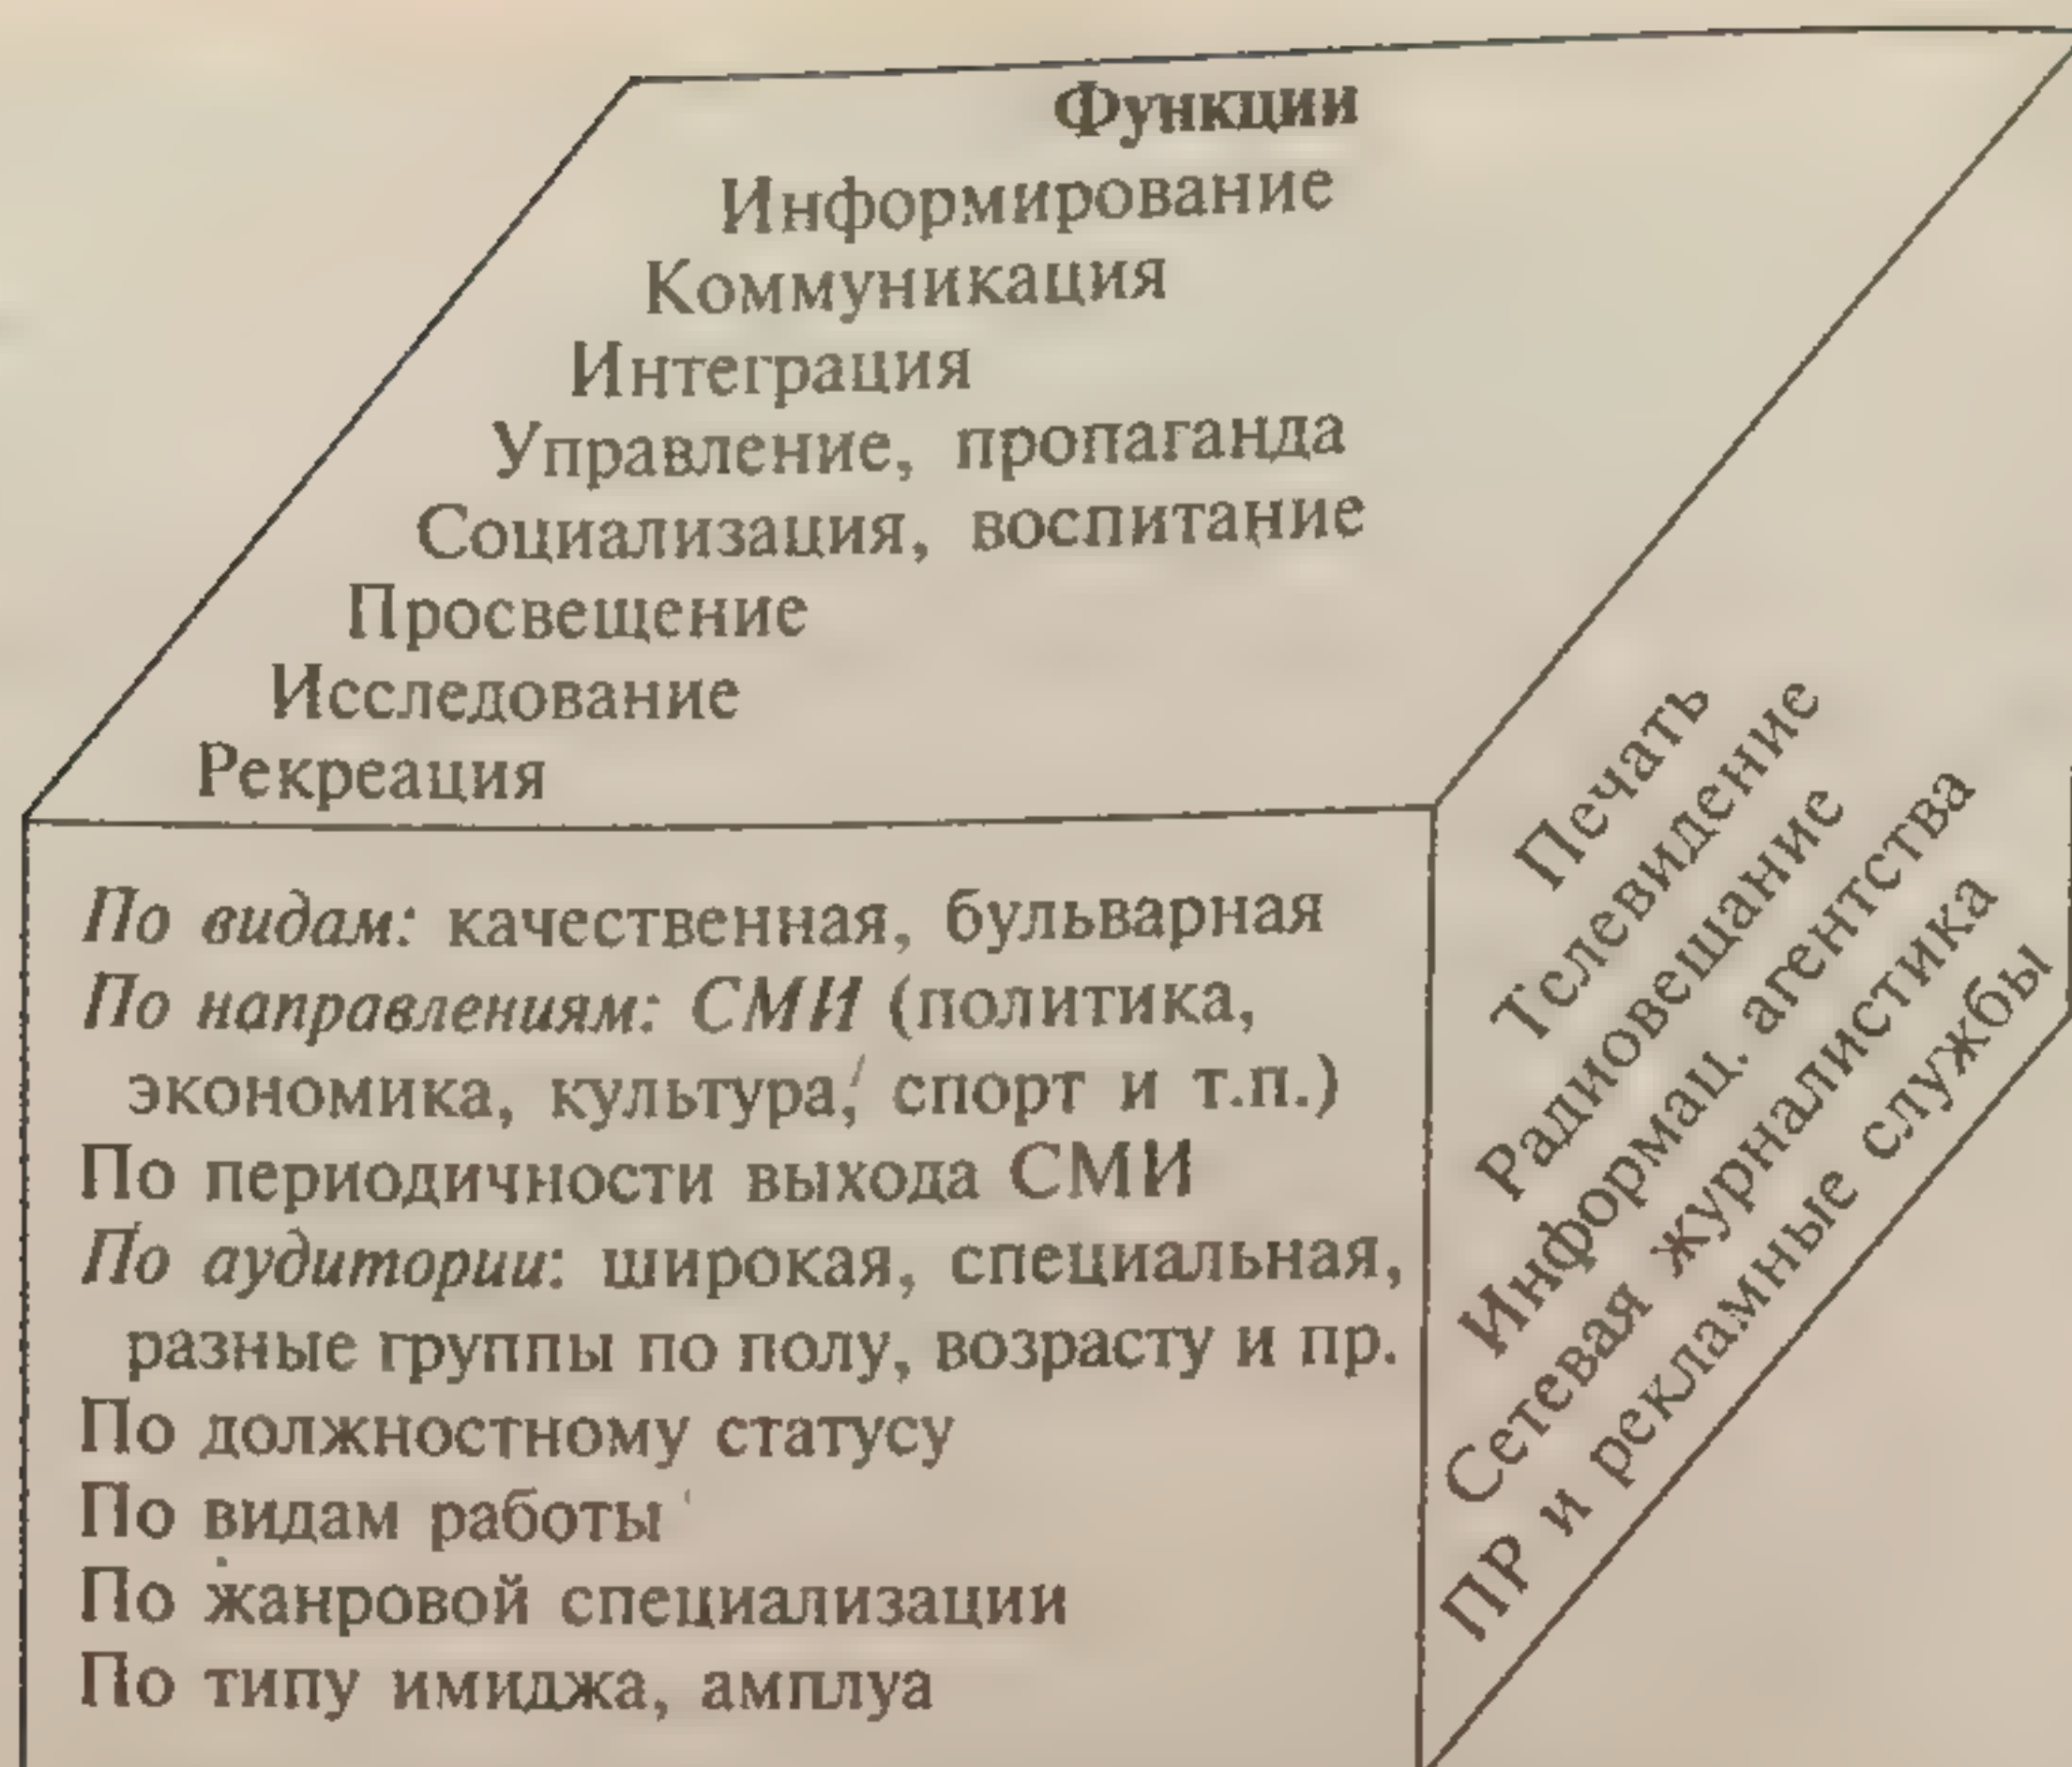 Функции
Информирование
Коммуникация
Интеграция
Управление, пропаганда
Социализация, воспитание
Просвещение
Исследование
Рекреация
По видам: качественная, бульварная
По направлениям: СМИ (политика,
экономика, культура, спорт и т.п.)
По периодичности выхода СМИ
По аудитории: широкая, специальная,
разные группы по полу, возрасту и пр.
По должностному статусу
По видам работы
По жанровой специализации
По типу имиджа, амплуа
Печать
Телевидение
Радиовещание
Информац. агентства
Сетевая журналистика
ПР и рекламные службы